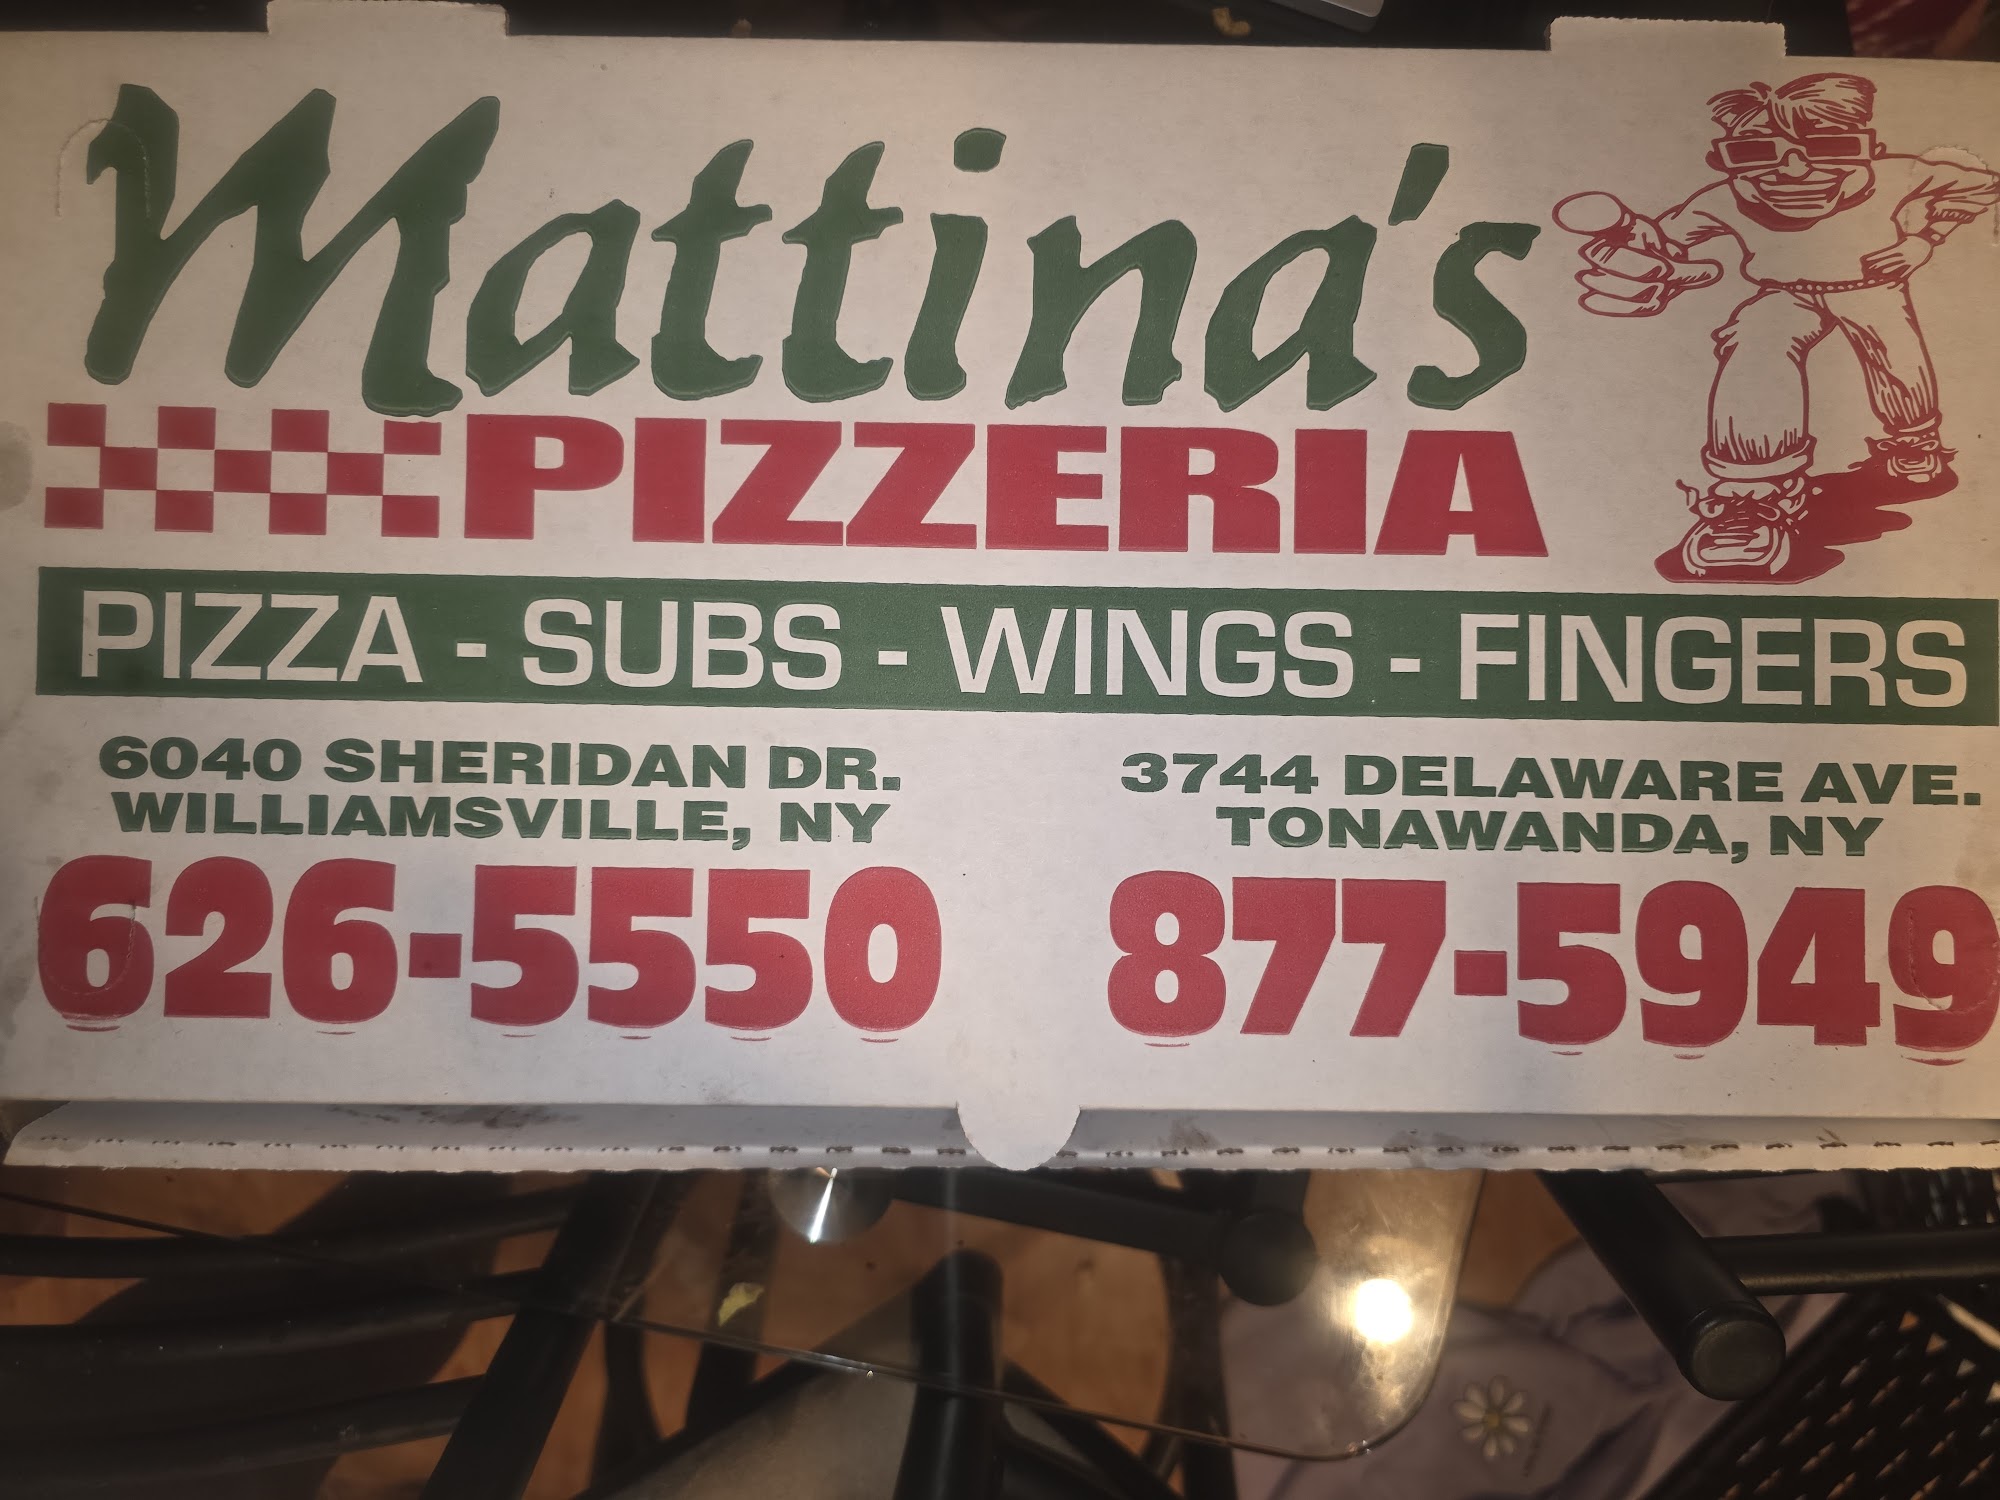 Mattina's
PIZZERIA
PIZZA - SUBS - WINGS - FINGERS
6040 SHERIDAN DR.
WILLIAMSVILLE, NY
626-5550
3744 DELAWARE AVE.
TONAWANDA, NY
877-5949